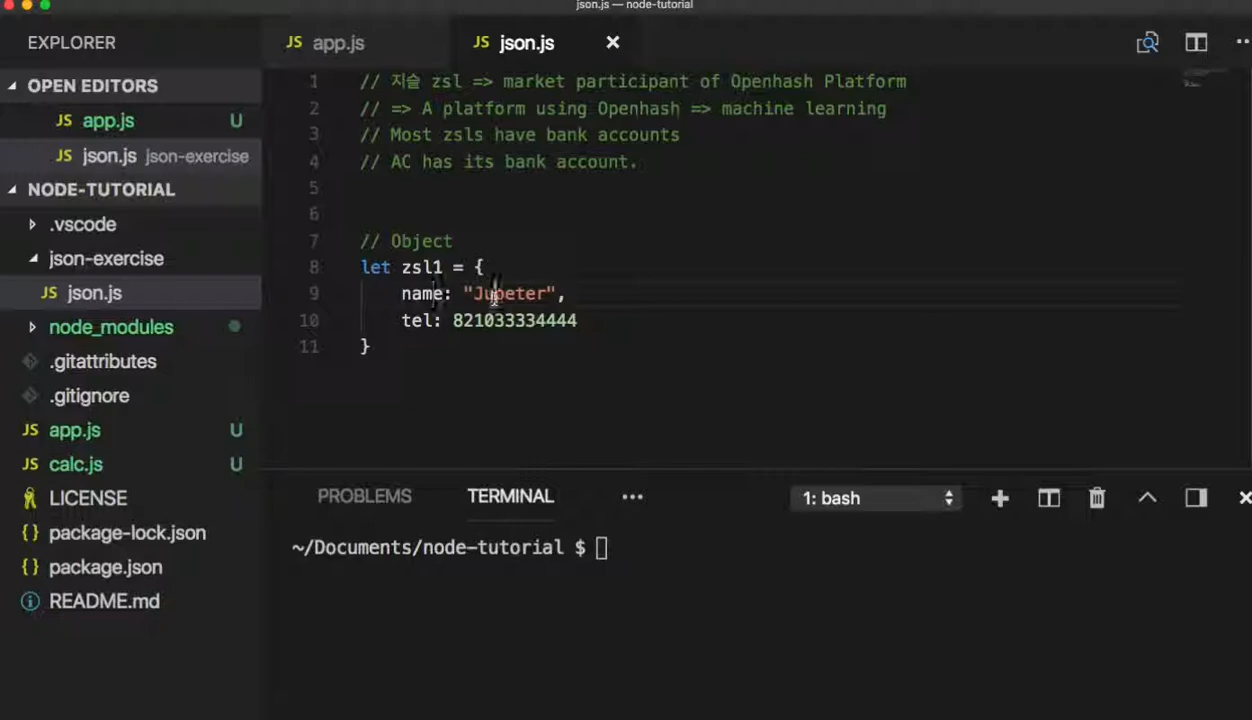 json.js — node-tutorial
EXPLORER
OPEN EDITORS
JS app.js U
JS json.js json-exercise
NODE-TUTORIAL
.vscode
json-exercise
JS json.js
node_modules
.gitattributes
.gitignore
JS app.js U
JS calc.js U
LICENSE
{} package-lock.json
{} package.json
README.md
JS app.js
JS json.js
1 // 지슬 zsl => market participant of Openhash Platform
2 // => A platform using Openhash => machine learning
3 // Most zsls have bank accounts
4 // AC has its bank account.
5
6
7 // Object
8 let zsl1 = {
9 name: "Jupeter",
10 tel: 821033334444
11 }
PROBLEMS TERMINAL
1: bash
~/Documents/node-tutorial $